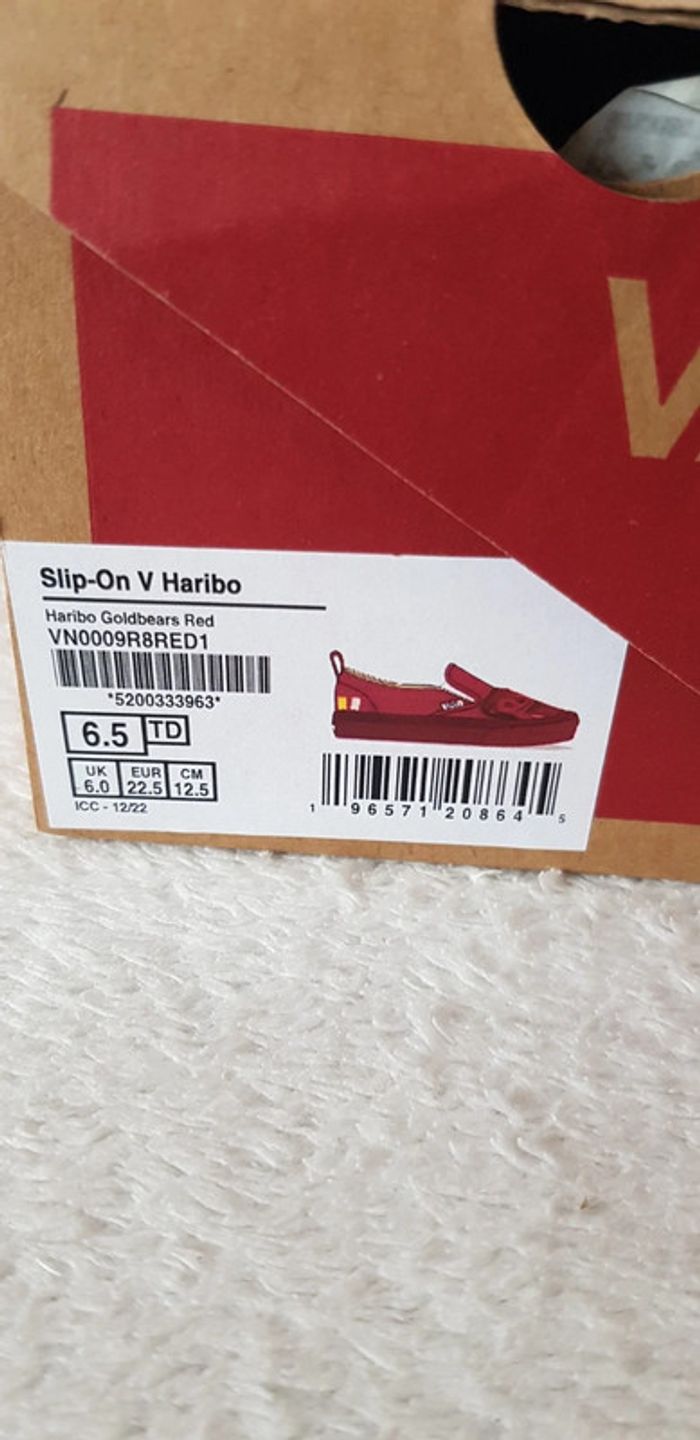 V
Slip-On V Haribo
Haribo Goldbears Red
VN0009R8RED1
*5200333963*
6.5 TD
UK EUR CM
6.0 22.5 12.5
ICC - 12/22
1 96571 20864 5